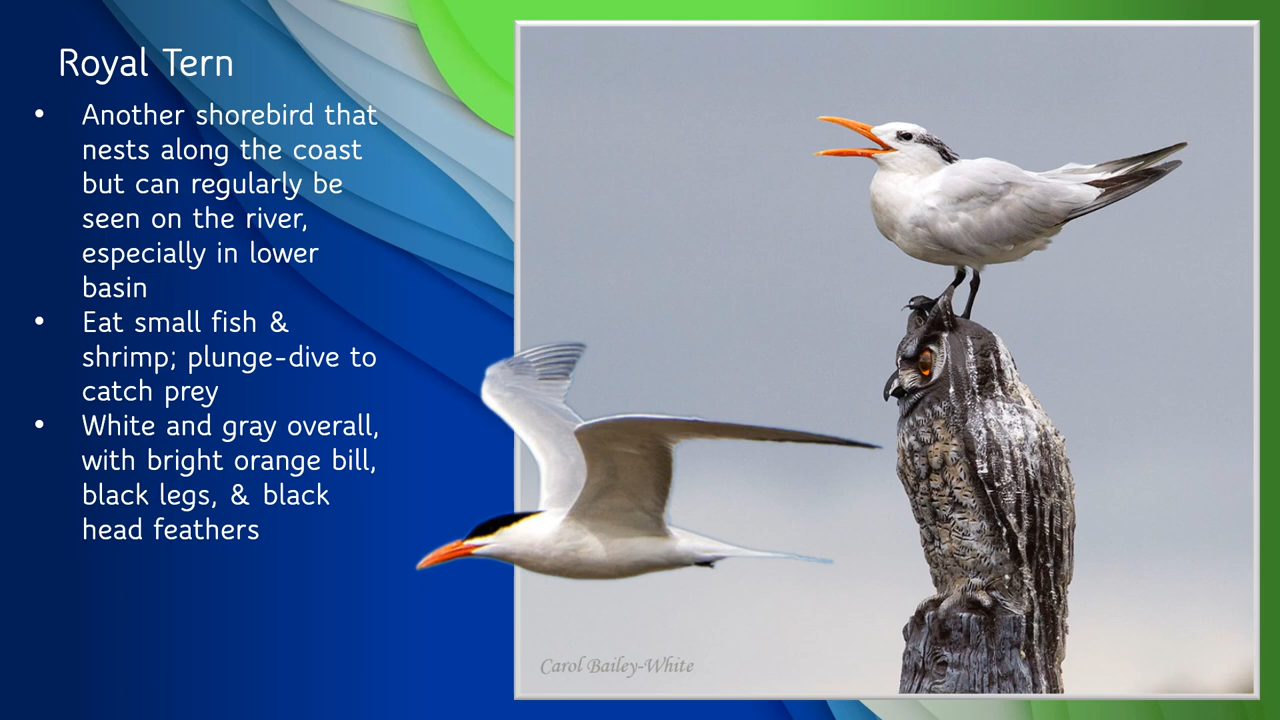 Royal Tern
• Another shorebird that
nests along the coast
but can regularly be
seen on the river,
especially in lower
basin
• Eat small fish &
shrimp; plunge-dive to
catch prey
• White and gray overall,
with bright orange bill,
black legs, & black
head feathers
Carol Bailey-White